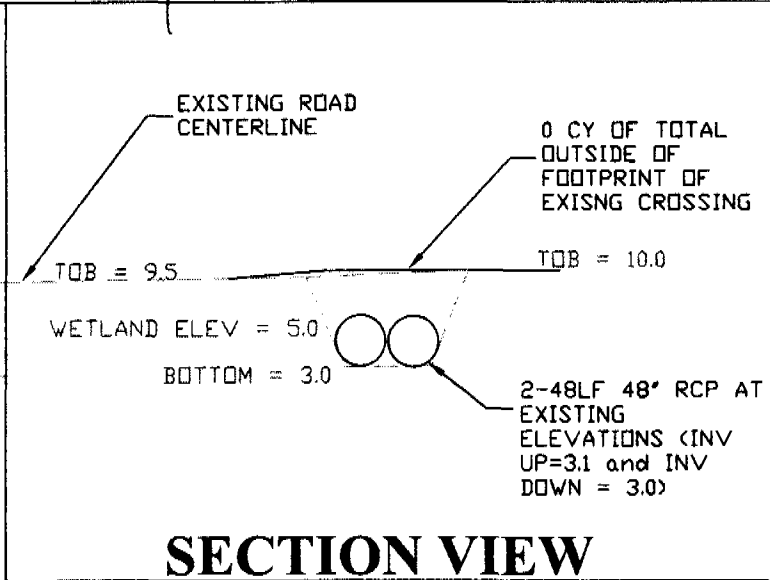 EXISTING ROAD
CENTERLINE
0 CY OF TOTAL
OUTSIDE OF
FOOTPRINT OF
EXISNG CROSSING
TOB = 9.5
TOB = 10.0
WETLAND ELEV = 5.0
BOTTOM = 3.0
2-48LF 48" RCP AT
EXISTING
ELEVATIONS (INV
UP=3.1 and INV
DOWN = 3.0)
SECTION VIEW